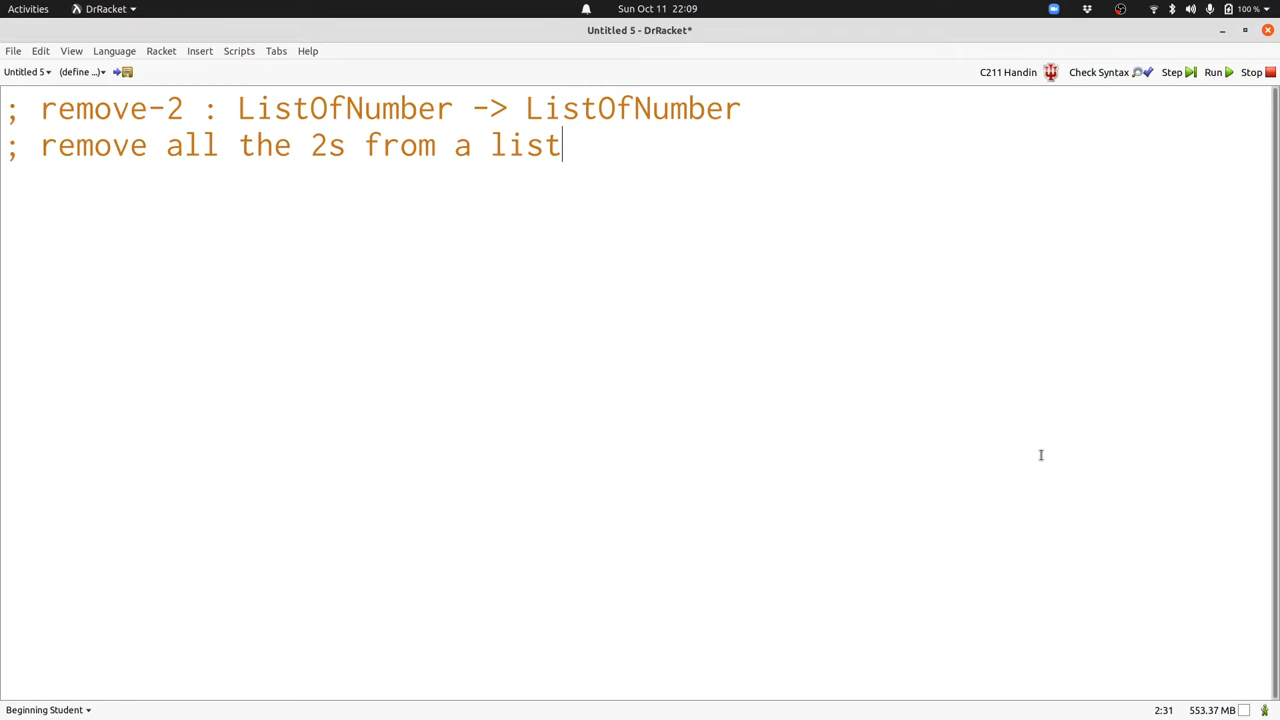 Activities DrRacket Sun Oct 11 22:09 100 %
Untitled 5 - DrRacket*
File Edit View Language Racket Insert Scripts Tabs Help
Untitled 5 (define ...) C211 Handin Check Syntax Step Run Stop
; remove-2 : ListOfNumber -> ListOfNumber
; remove all the 2s from a list
Beginning Student 2:31 553.37 MB